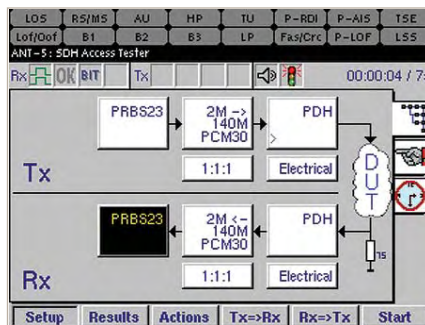 LOS RS/MS AU HP TU P-RDI P-AIS TSE
Lof/Oof B1 B2 B3 LP Fas/Crc P-LOF LSS
ANT-5: SDH Access Tester
Rx OK BIT Tx 00:00:04 / 7:
PRBS23 2M -> 140M PCM30 PDH
>
Tx 1:1:1 Electrical
DUT
PRBS23 2M <- 140M PCM30 PDH
75
Rx 1:1:1 Electrical
Setup Results Actions Tx=>Rx Rx=>Tx Start